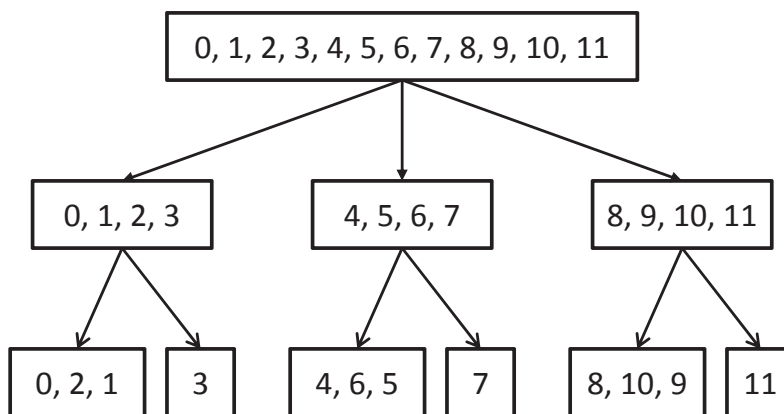 0, 1, 2, 3, 4, 5, 6, 7, 8, 9, 10, 11
0, 1, 2, 3
4, 5, 6, 7
8, 9, 10, 11
0, 2, 1
3
4, 6, 5
7
8, 10, 9
11